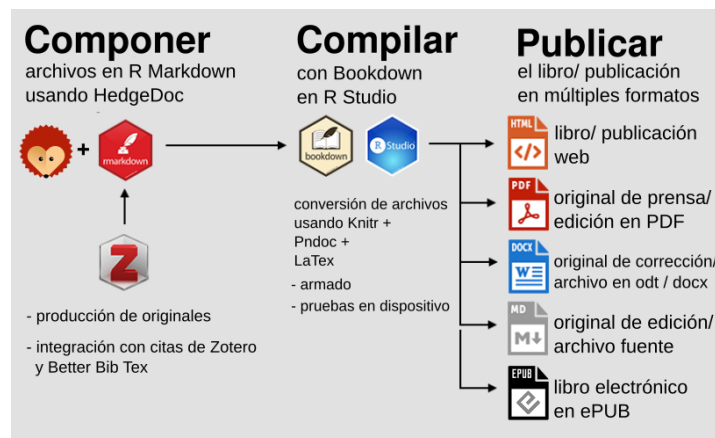 Componer
archivos en R Markdown
usando HedgeDoc
+
rmarkdown
Z
- producción de originales
- integración con citas de Zotero
y Better Bib Tex
Compilar
con Bookdown
en R Studio
bookdown
R Studio
conversión de archivos
usando Knitr +
Pndoc +
LaTex
- armado
- pruebas en dispositivo
Publicar
el libro/ publicación
en múltiples formatos
HTML
</>
libro/ publicación
web
PDF
original de prensa/
edición en PDF
DOCX
W
original de corrección/
archivo en odt / docx
MD
M
original de edición/
archivo fuente
EPUB
libro electrónico
en ePUB